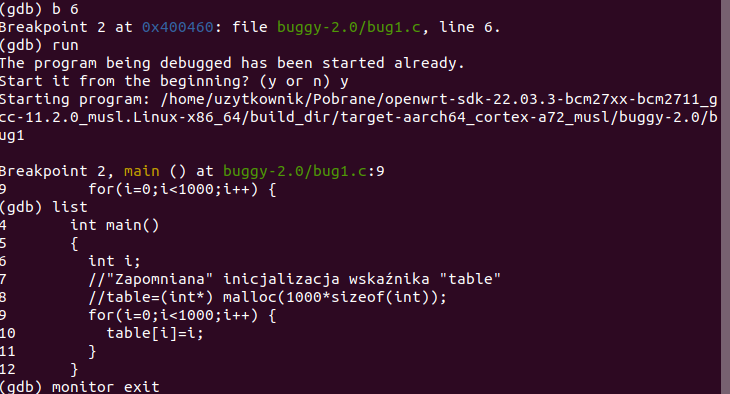 (gdb) b 6
Breakpoint 2 at 0x400460: file buggy-2.0/bug1.c, line 6.
(gdb) run
The program being debugged has been started already.
Start it from the beginning? (y or n) y
Starting program: /home/uzytkownik/Pobrane/openwrt-sdk-22.03.3-bcm27xx-bcm2711_g
cc-11.2.0_musl.Linux-x86_64/build_dir/target-aarch64_cortex-a72_musl/buggy-2.0/b
ug1
Breakpoint 2, main () at buggy-2.0/bug1.c:9
9 for(i=0;i<1000;i++) {
(gdb) list
4 int main()
5 {
6 int i;
7 //"Zapomniana" inicjalizacja wskaźnika "table"
8 //table=(int*) malloc(1000*sizeof(int));
9 for(i=0;i<1000;i++) {
10 table[i]=i;
11 }
12 }
(gdb) monitor exit